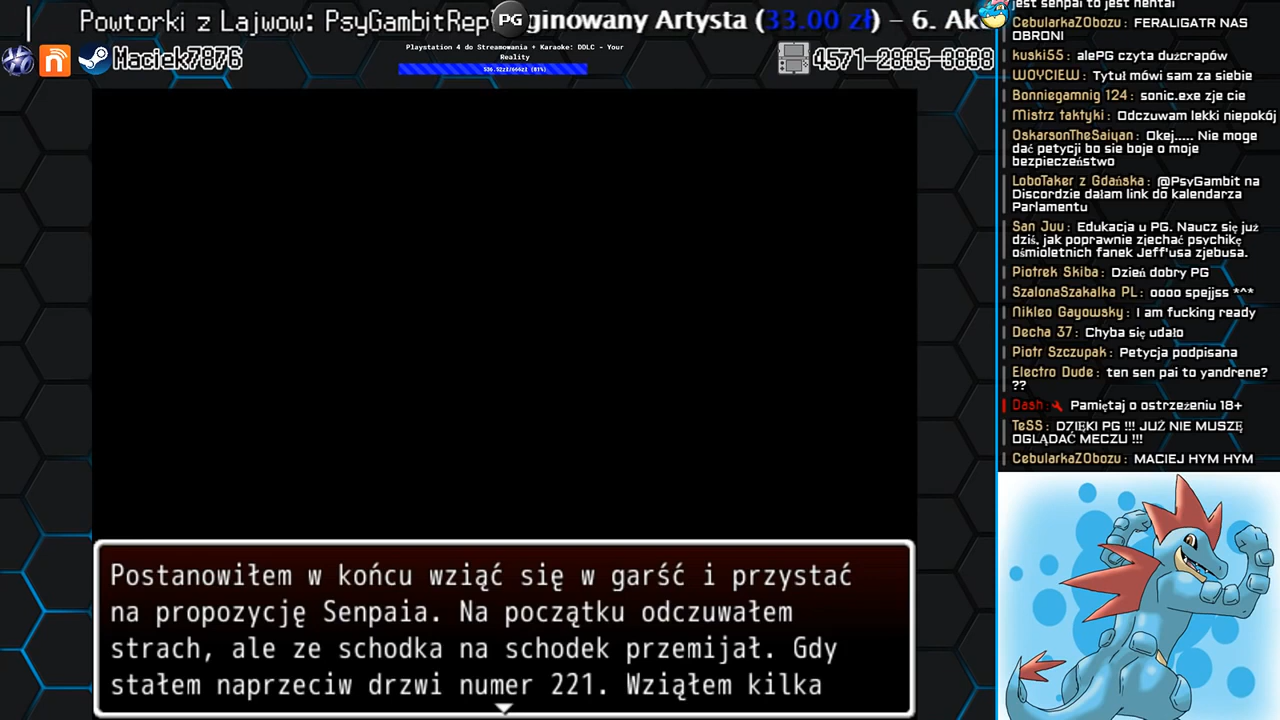 Powtorki z Lajwow: PsyGambitRep
PG
ginowany Artysta (33.00 zł) – 6. Ak
Maciek7876
Playstation 4 do Streamowania + Karaoke: DDLC - Your
Reality
4571-2835-3838
Postanowiłem w końcu wziąć się w garść i przystać
na propozycję Senpaia. Na początku odczuwałem
strach, ale ze schodka na schodek przemijał. Gdy
stałem naprzeciw drzwi numer 221. Wziąłem kilka
jest senpai to jest hentai
CebularkaZObozu: FERALIGATR NAS
OBRONI
kuski55: alePG czyta dużcrapów
WOYCIEW: Tytuł mówi sam za siebie
Bonniegamnig 124: sonic.exe zje cie
Mistrz taktyki: Odczuwam lekki niepokój
OskarsonTheSaiyan: Okej..... Nie moge
dać petycji bo sie boje o moje
bezpieczeństwo
LoboTaker z Gdańska: @PsyGambit na
Discordzie dałam link do kalendarza
Parlamentu
San Juu: Edukacja u PG. Naucz się już
dziś, jak poprawnie zjechać psychikę
ośmioletnich fanek Jeff'usa zjebusa.
Piotrek Skiba: Dzień dobry PG
SzalonaSzakalka PL: oooo spejjss ^*^
Nikleo Gayowsky: I am fucking ready
Decha 37: Chyba się udało
Piotr Szczupak: Petycja podpisana
Electro Dude: ten sen pai to yandrene?
??
Dash: Pamiętaj o ostrzeżeniu 18+
TeSS: DZIĘKI PG !!! JUŻ NIE MUSZĘ
OGLĄDAĆ MECZU !!!
CebularkaZObozu: MACIEJ HYM HYM